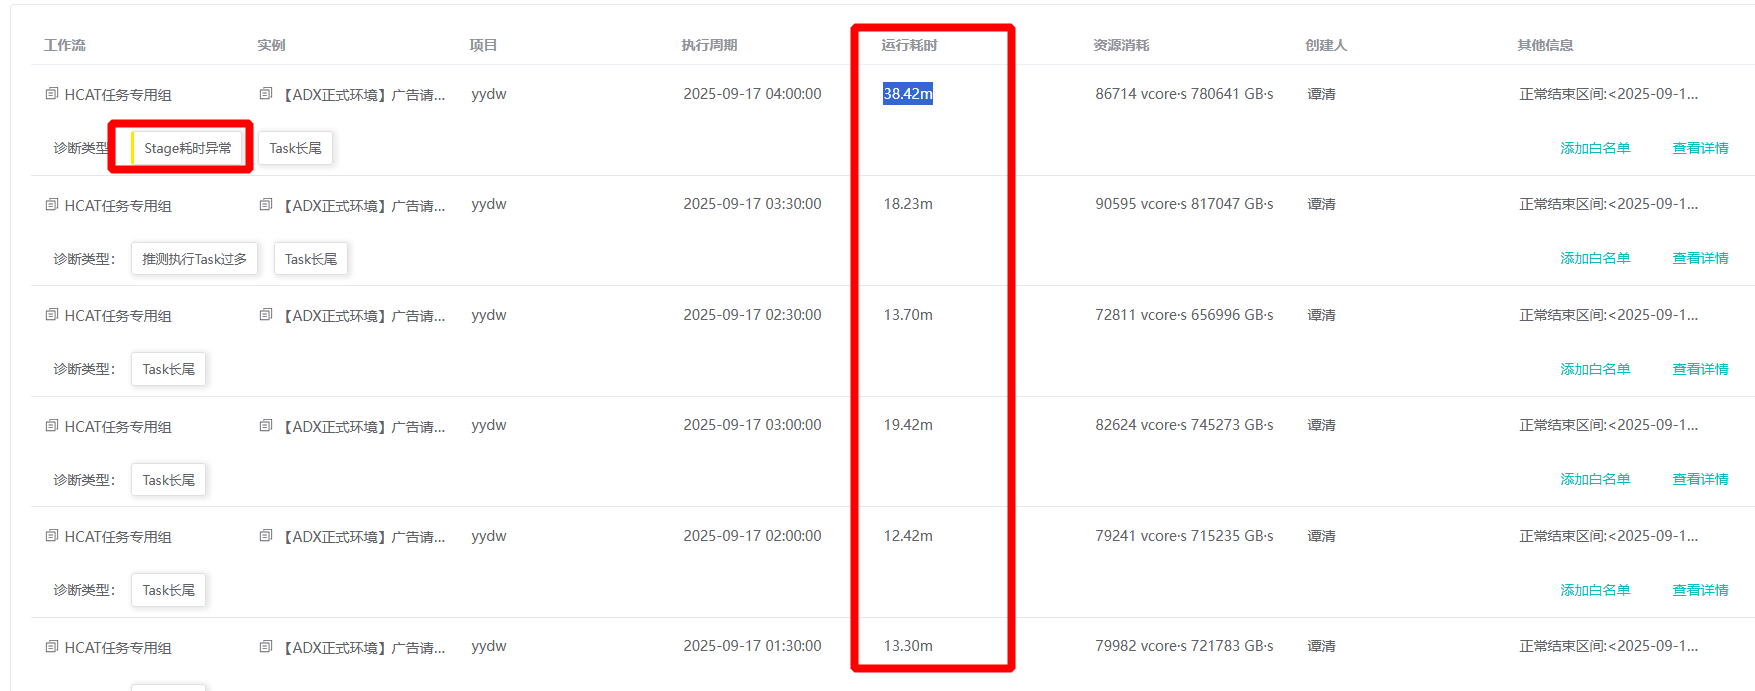 工作流 实例 项目 执行周期 运行耗时 资源消耗 创建人 其他信息
HCAT任务专用组 【ADX正式环境】广告请... yydw 2025-09-17 04:00:00 38.42m 86714 vcore·s 780641 GB·s 谭清 正常结束区间:<2025-09-1...
诊断类型 Stage耗时异常 Task长尾 添加白名单 查看详情
HCAT任务专用组 【ADX正式环境】广告请... yydw 2025-09-17 03:30:00 18.23m 90595 vcore·s 817047 GB·s 谭清 正常结束区间:<2025-09-1...
诊断类型： 推测执行Task过多 Task长尾 添加白名单 查看详情
HCAT任务专用组 【ADX正式环境】广告请... yydw 2025-09-17 02:30:00 13.70m 72811 vcore·s 656996 GB·s 谭清 正常结束区间:<2025-09-1...
诊断类型： Task长尾 添加白名单 查看详情
HCAT任务专用组 【ADX正式环境】广告请... yydw 2025-09-17 03:00:00 19.42m 82624 vcore·s 745273 GB·s 谭清 正常结束区间:<2025-09-1...
诊断类型： Task长尾 添加白名单 查看详情
HCAT任务专用组 【ADX正式环境】广告请... yydw 2025-09-17 02:00:00 12.42m 79241 vcore·s 715235 GB·s 谭清 正常结束区间:<2025-09-1...
诊断类型： Task长尾 添加白名单 查看详情
HCAT任务专用组 【ADX正式环境】广告请... yydw 2025-09-17 01:30:00 13.30m 79982 vcore·s 721783 GB·s 谭清 正常结束区间:<2025-09-1...